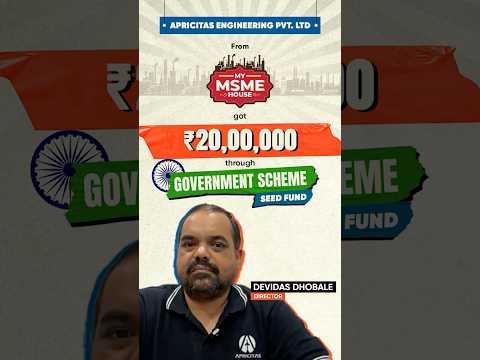 • APRICITAS ENGINEERING PVT. LTD •
From
MY
MSME
HOUSE
got
₹20,00,000
through
GOVERNMENT SCHEME
SEED FUND
DEVIDAS DHOBALE
DIRECTOR
APRICITAS